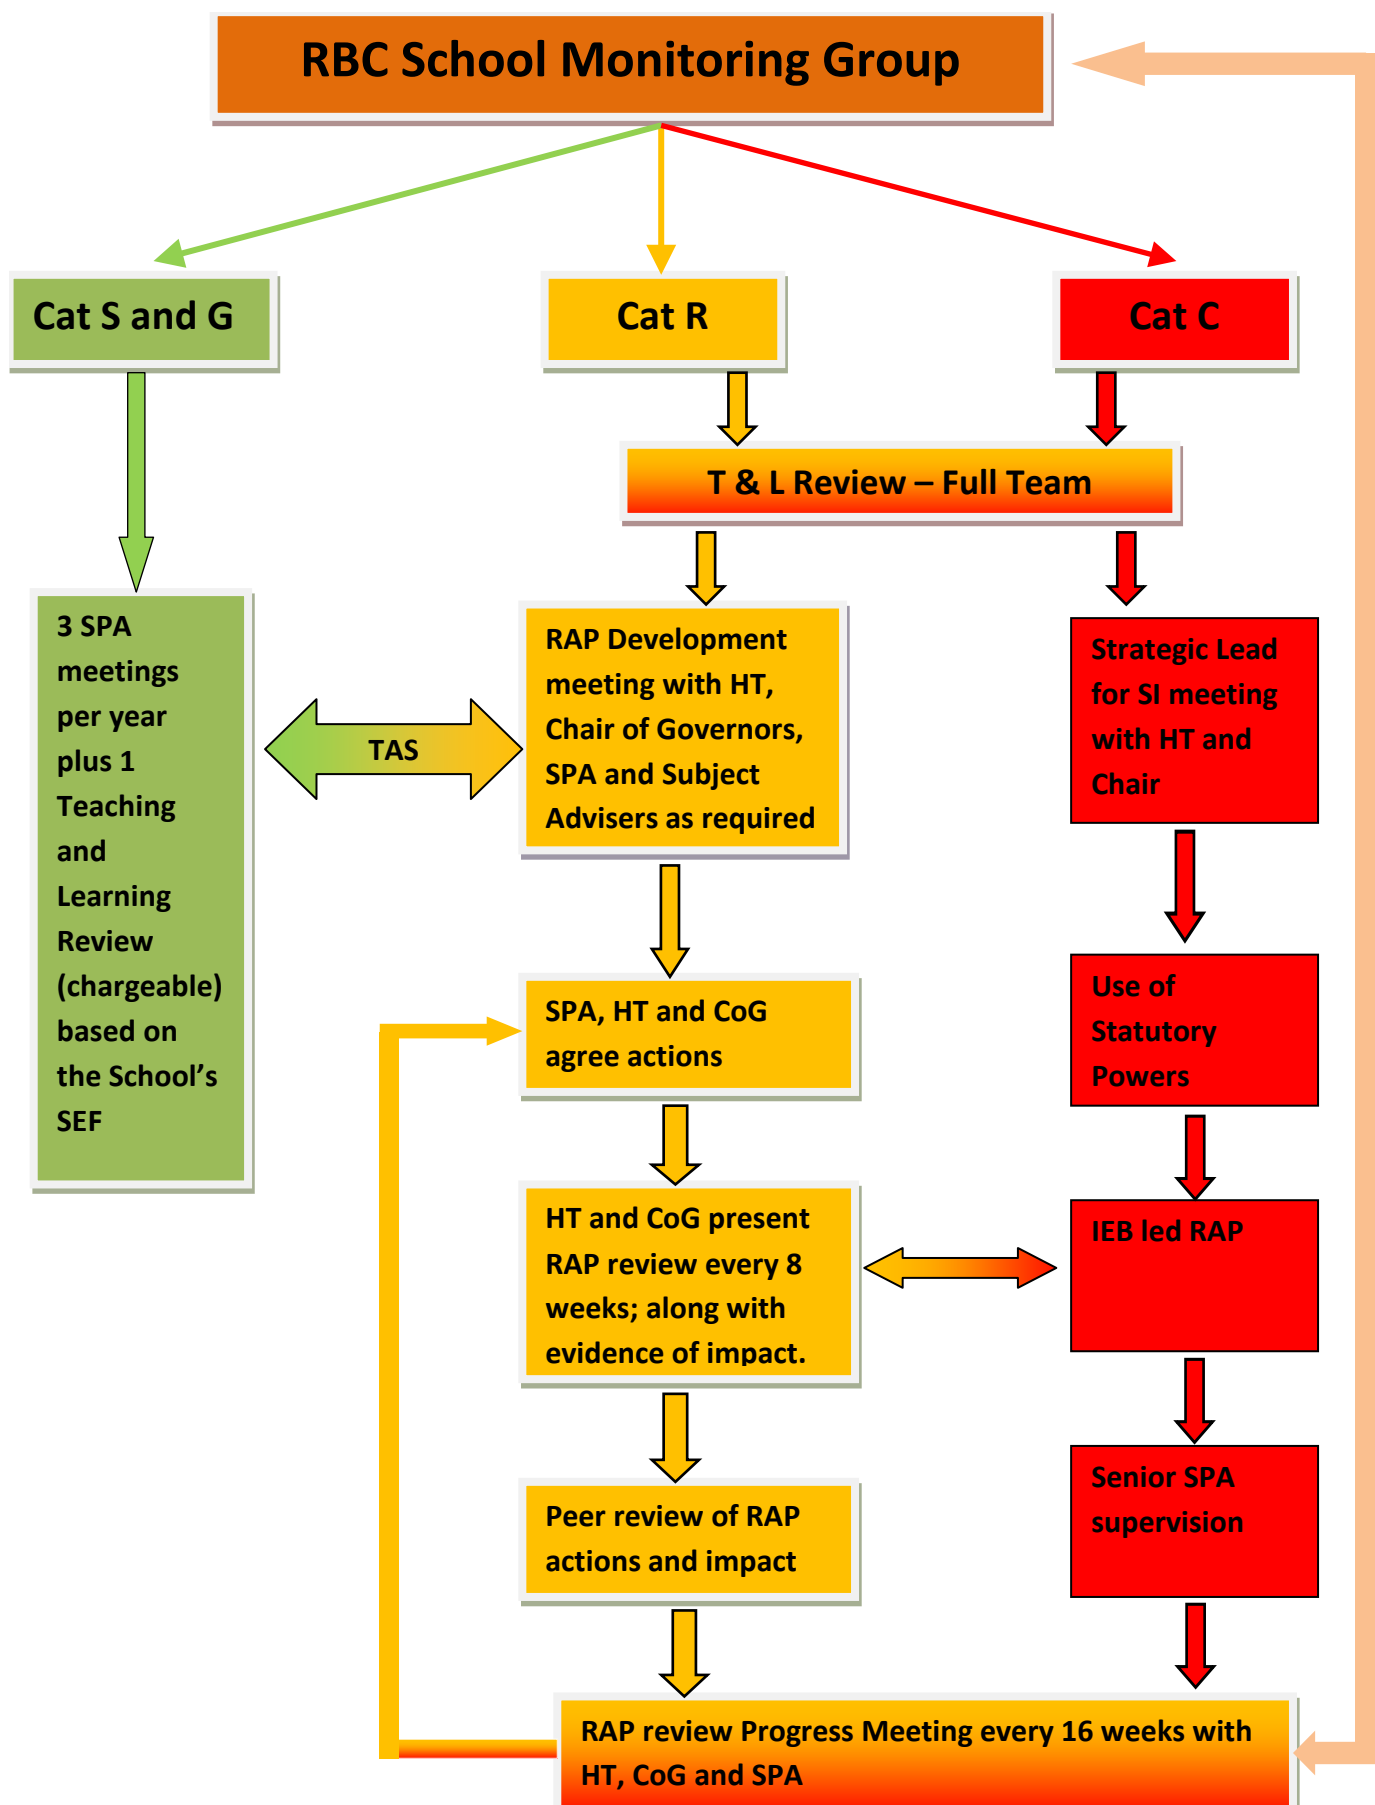 RBC School Monitoring Group
Cat S and G
Cat R
Cat C
T & L Review – Full Team
3 SPA
meetings
per year
plus 1
Teaching
and
Learning
Review
(chargeable)
based on
the School’s
SEF
TAS
RAP Development
meeting with HT,
Chair of Governors,
SPA and Subject
Advisers as required
Strategic Lead
for SI meeting
with HT and
Chair
SPA, HT and CoG
agree actions
Use of
Statutory
Powers
HT and CoG present
RAP review every 8
weeks; along with
evidence of impact.
IEB led RAP
Peer review of RAP
actions and impact
Senior SPA
supervision
RAP review Progress Meeting every 16 weeks with
HT, CoG and SPA